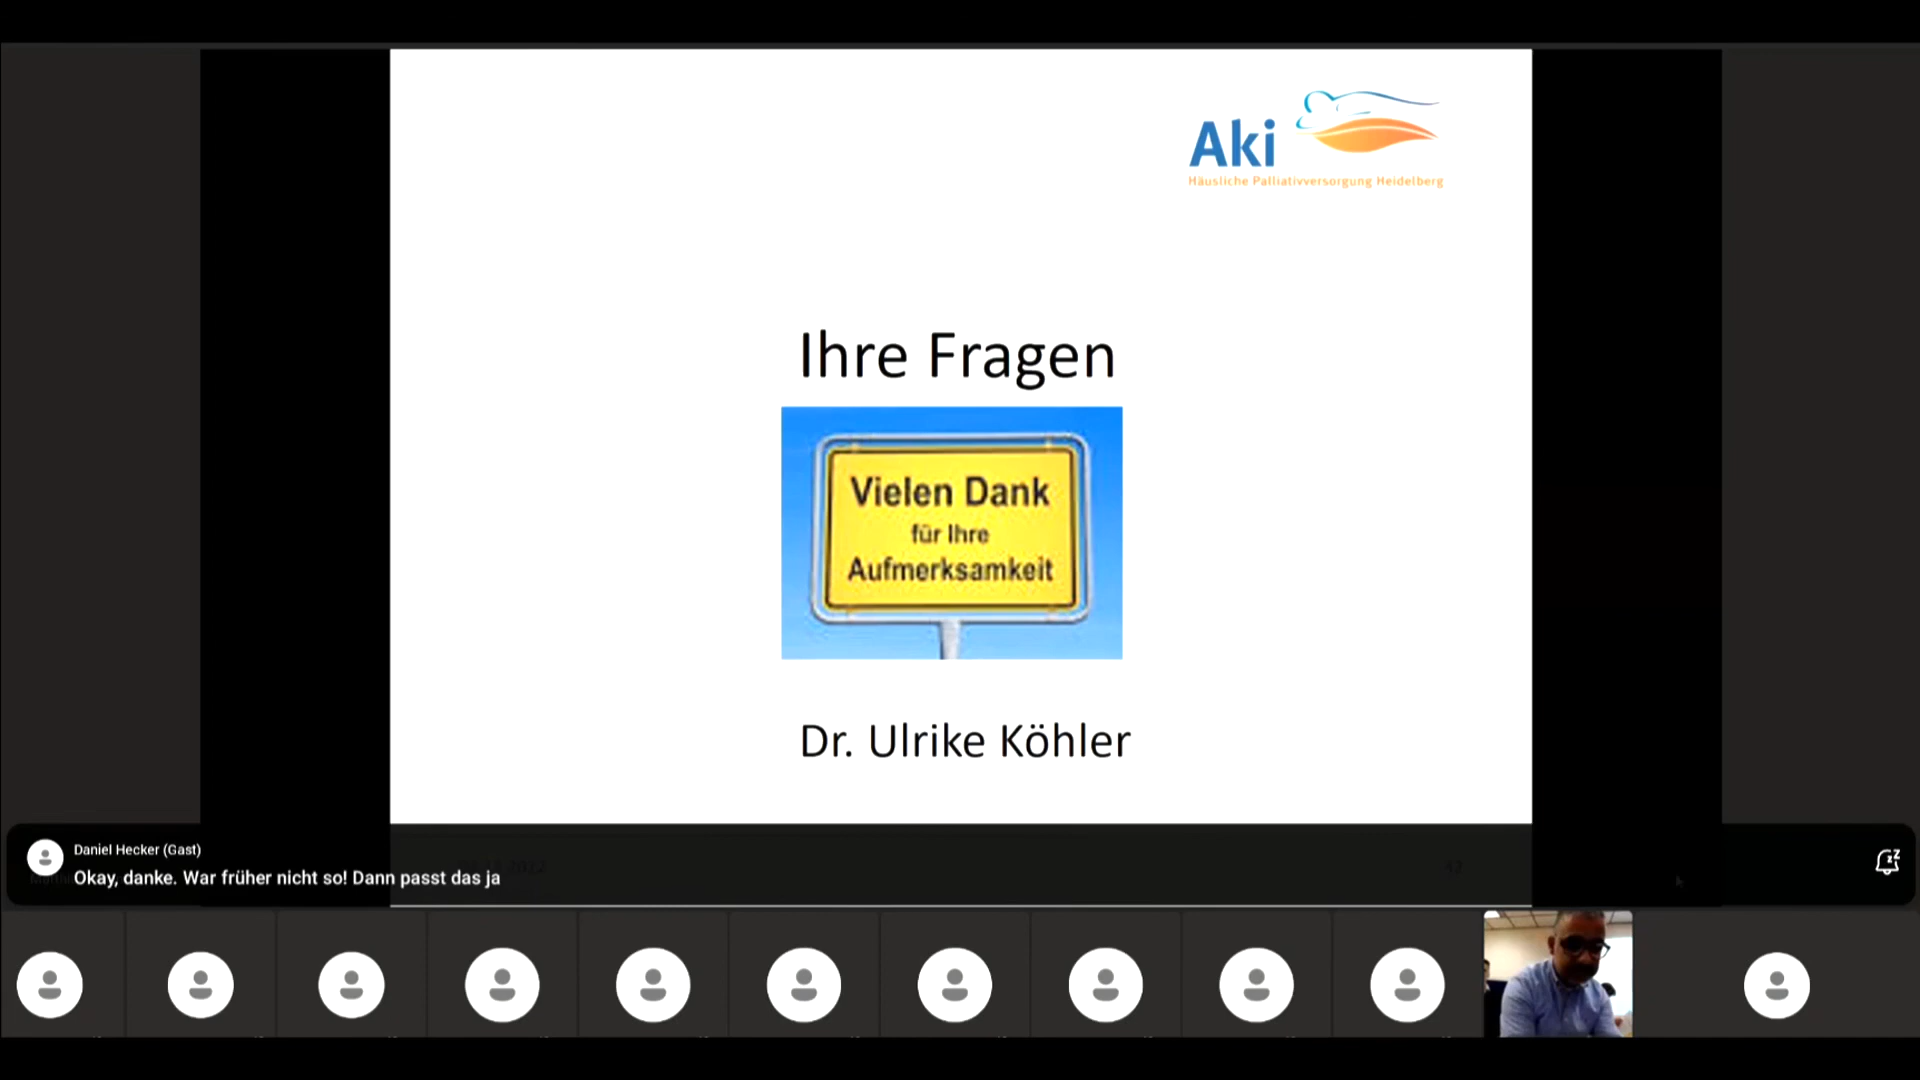 Aki
Häusliche Palliativversorgung Heidelberg
Ihre Fragen
Vielen Dank
für Ihre
Aufmerksamkeit
Dr. Ulrike Köhler
Daniel Hecker (Gast)
Okay, danke. War früher nicht so! Dann passt das ja